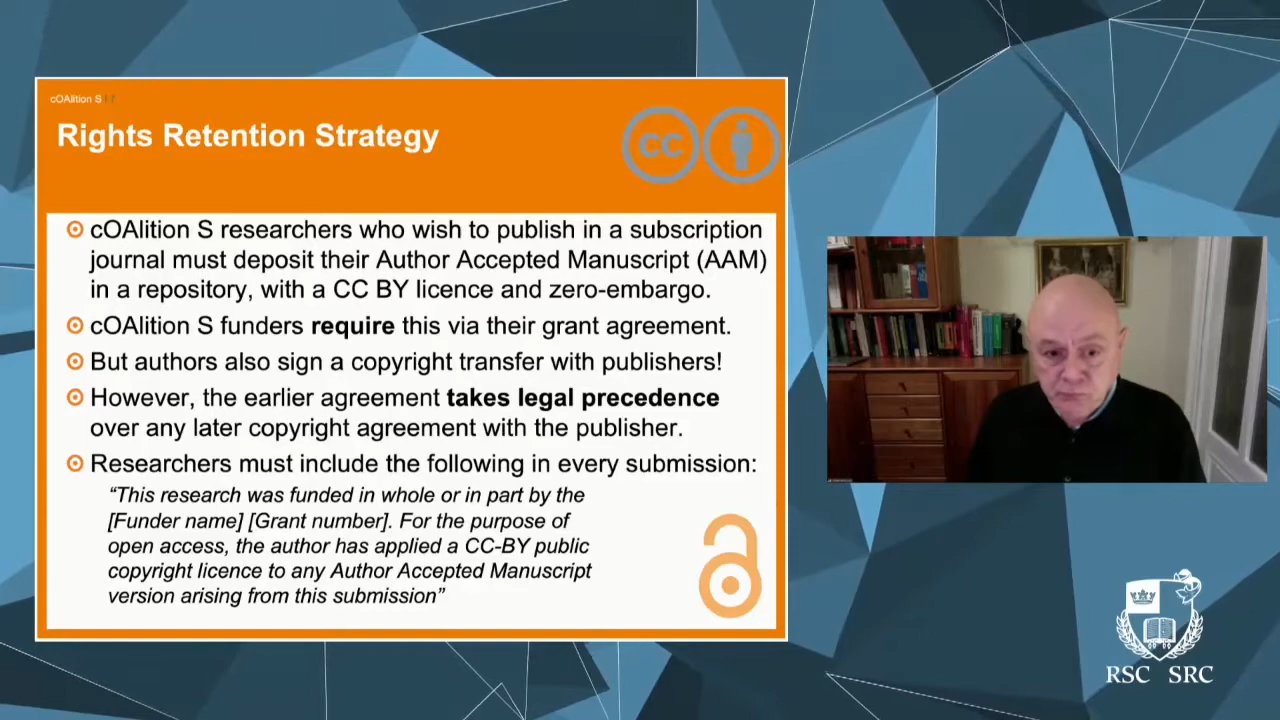 cOAlition S
Rights Retention Strategy
cc
cOAlition S researchers who wish to publish in a subscription
journal must deposit their Author Accepted Manuscript (AAM)
in a repository, with a CC BY licence and zero-embargo.
cOAlition S funders require this via their grant agreement.
But authors also sign a copyright transfer with publishers!
However, the earlier agreement takes legal precedence
over any later copyright agreement with the publisher.
Researchers must include the following in every submission:
“This research was funded in whole or in part by the
[Funder name] [Grant number]. For the purpose of
open access, the author has applied a CC-BY public
copyright licence to any Author Accepted Manuscript
version arising from this submission”
RSC SRC